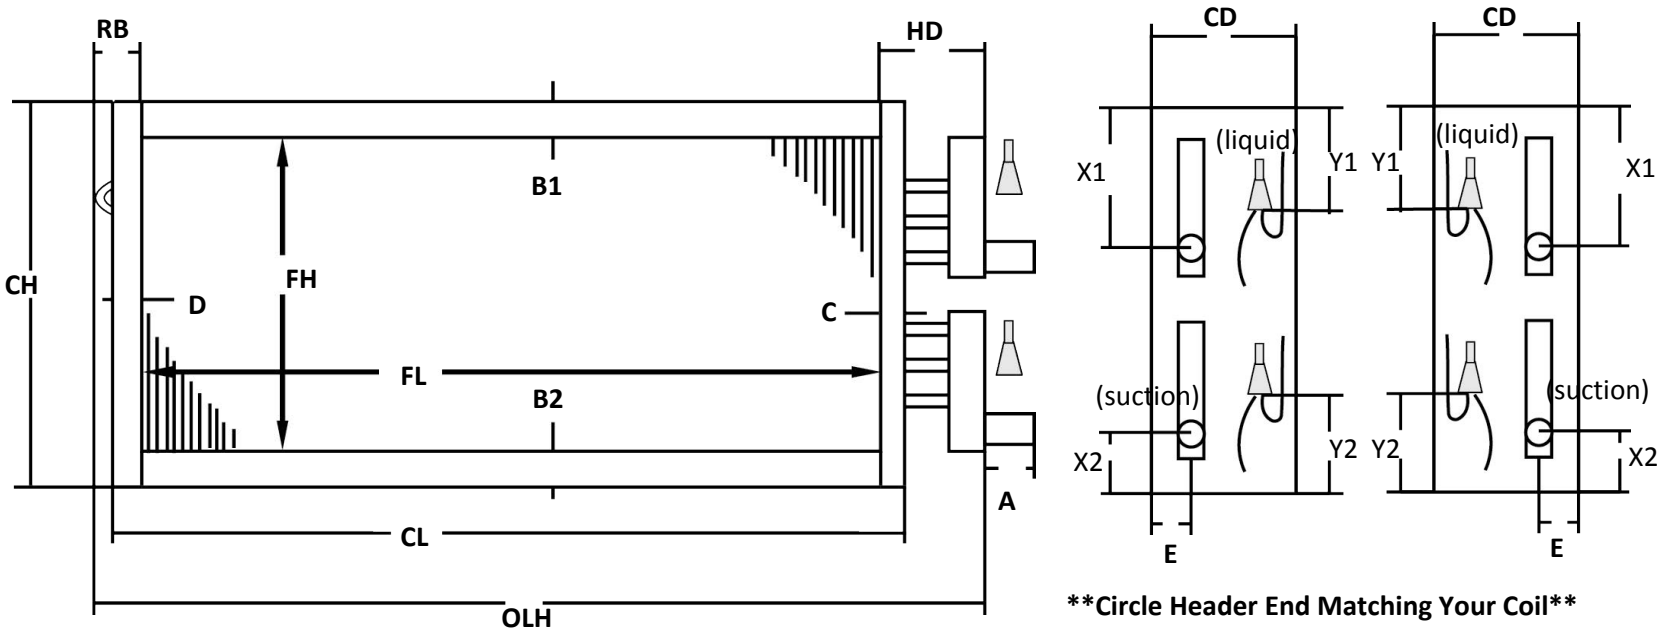 RB
HD
CD
CD
(liquid)
(liquid)
Y1
Y1
X1
X1
B1
CH
FH
D
C
FL
B2
(suction)
(suction)
Y2
Y2
X2
X2
A
CL
E
E
OLH
**Circle Header End Matching Your Coil**